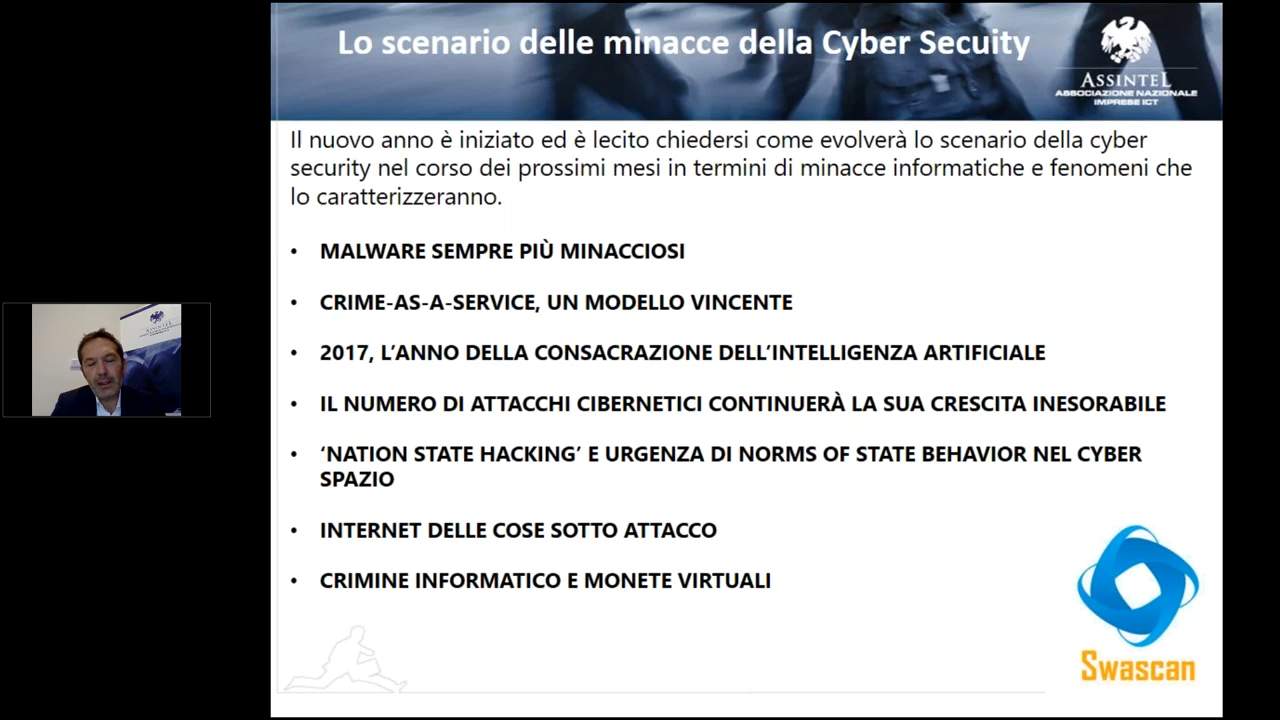 Lo scenario delle minacce della Cyber Secuity
ASSINTEL
ASSOCIAZIONE NAZIONALE
IMPRESE ICT
Il nuovo anno è iniziato ed è lecito chiedersi come evolverà lo scenario della cyber
security nel corso dei prossimi mesi in termini di minacce informatiche e fenomeni che
lo caratterizzeranno.
• MALWARE SEMPRE PIÙ MINACCIOSI
• CRIME-AS-A-SERVICE, UN MODELLO VINCENTE
• 2017, L’ANNO DELLA CONSACRAZIONE DELL’INTELLIGENZA ARTIFICIALE
• IL NUMERO DI ATTACCHI CIBERNETICI CONTINUERÀ LA SUA CRESCITA INESORABILE
• ‘NATION STATE HACKING’ E URGENZA DI NORMS OF STATE BEHAVIOR NEL CYBER
SPAZIO
• INTERNET DELLE COSE SOTTO ATTACCO
• CRIMINE INFORMATICO E MONETE VIRTUALI
Swascan
ASSINTEL